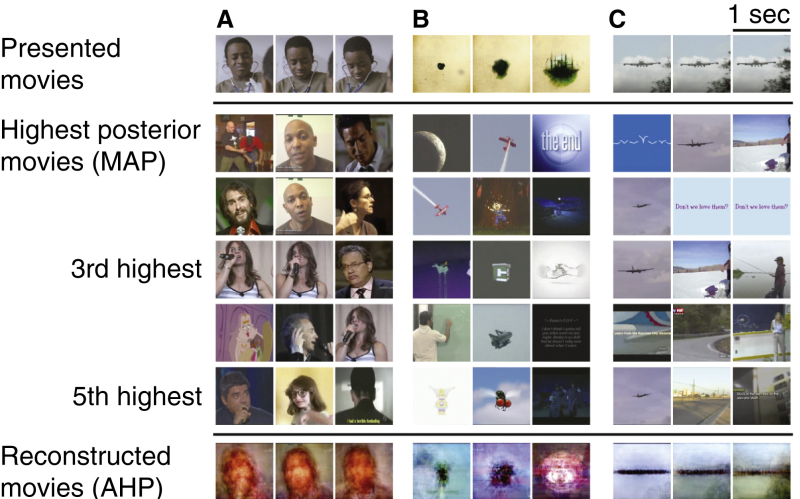 A B C 1 sec
Presented
movies
Highest posterior
movies (MAP)
the end
Don't we love them?
Don't we love them?
3rd highest
5th highest
Reconstructed
movies (AHP)